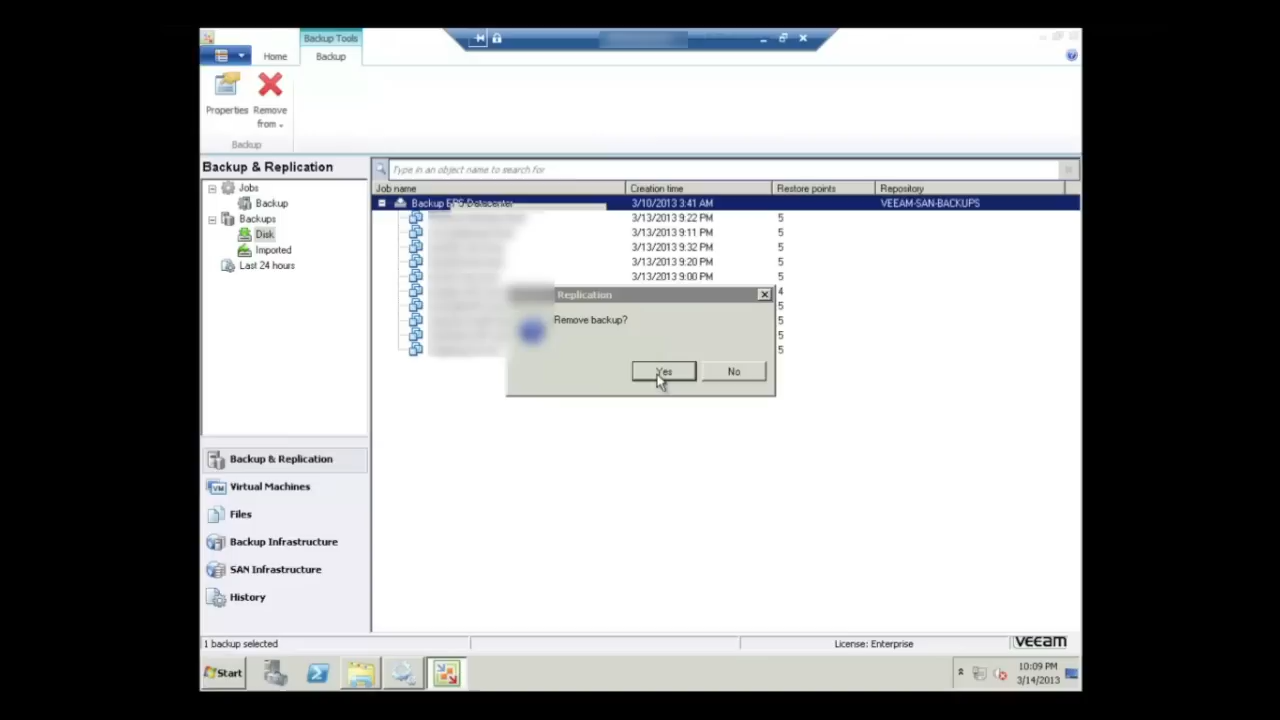 Backup Tools
Home
Backup
Properties
Remove
from
Backup
Backup & Replication
Type in an object name to search for
Job name
Creation time
Restore points
Repository
Jobs
Backup
Backups
Disk
Imported
Last 24 hours
Backup EPS-Datacenter
3/10/2013 3:41 AM
VEEAM-SAN-BACKUPS
3/13/2013 9:22 PM
5
3/13/2013 9:11 PM
5
3/13/2013 9:32 PM
5
3/13/2013 9:20 PM
5
3/13/2013 9:00 PM
5
4
5
5
5
5
Replication
Remove backup?
Yes
No
Backup & Replication
Virtual Machines
Files
Backup Infrastructure
SAN Infrastructure
History
1 backup selected
License: Enterprise
veeam
Start
10:09 PM
3/14/2013